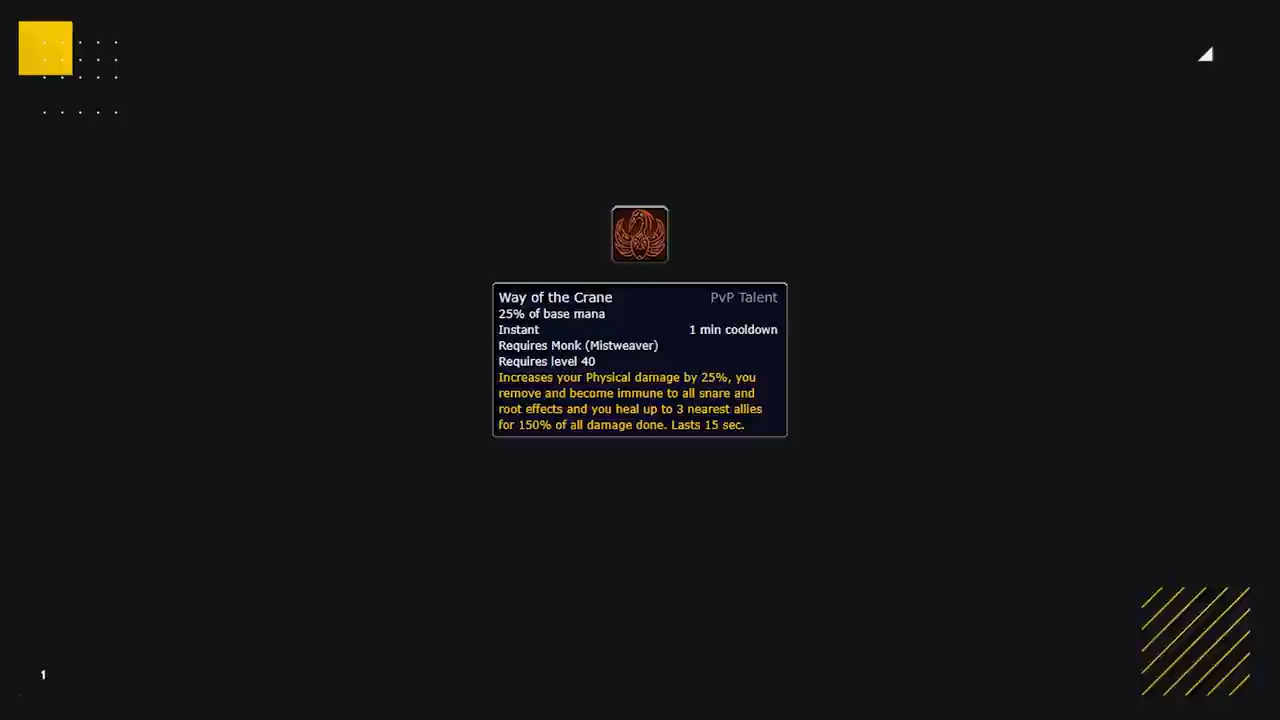 Way of the Crane PvP Talent
25% of base mana
Instant 1 min cooldown
Requires Monk (Mistweaver)
Requires level 40
Increases your Physical damage by 25%, you
remove and become immune to all snare and
root effects and you heal up to 3 nearest allies
for 150% of all damage done. Lasts 15 sec.
1